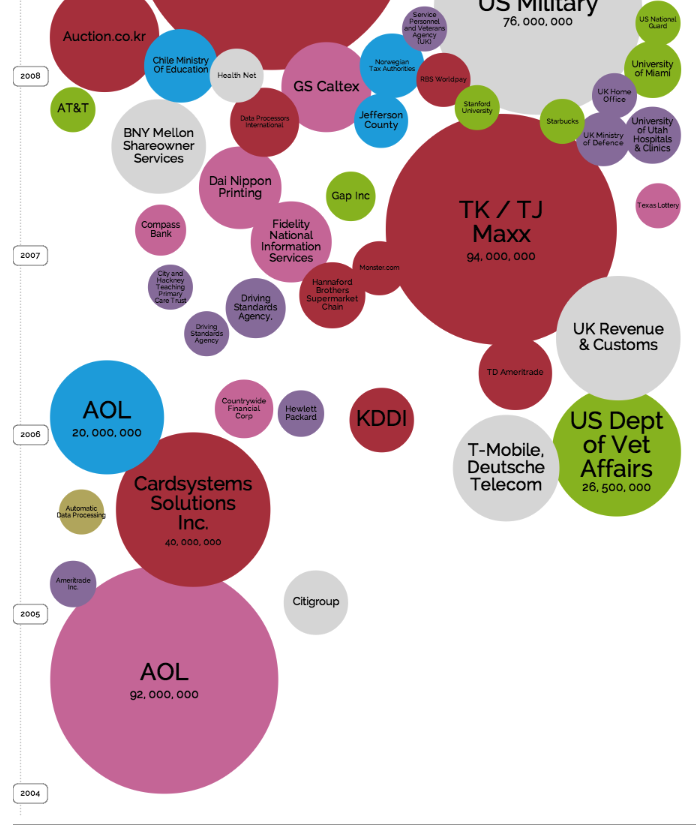 US Military
76, 000, 000
Service
Personnel
and Veterans
Agency
(UK)
US National
Guard
Auction.co.kr
Chile Ministry
Of Education
Health Net
GS Caltex
Norwegian
Tax Authorities
RBS Worldpay
University
of Miami
2008
AT&T
Stanford
University
UK Home
Office
BNY Mellon
Shareowner
Services
Data Processors
International
Jefferson
County
Starbucks
UK Ministry
of Defence
University
of Utah
Hospitals
& Clinics
Dai Nippon
Printing
Gap Inc
TK / TJ
Maxx
94, 000, 000
Texas Lottery
Compass
Bank
Fidelity
National
Information
Services
2007
Monster.com
City and
Hackney
Teaching
Primary
Care Trust
Driving
Standards
Agency,
Hannaford
Brothers
Supermarket
Chain
Driving
Standards
Agency
UK Revenue
& Customs
TD Ameritrade
AOL
20, 000, 000
Countrywide
Financial
Corp
Hewlett
Packard
KDDI
US Dept
of Vet
Affairs
26, 500, 000
2006
T-Mobile,
Deutsche
Telecom
Cardsystems
Solutions
Inc.
40, 000, 000
Automatic
Data Processing
Ameritrade
Inc.
Citigroup
2005
AOL
92, 000, 000
2004